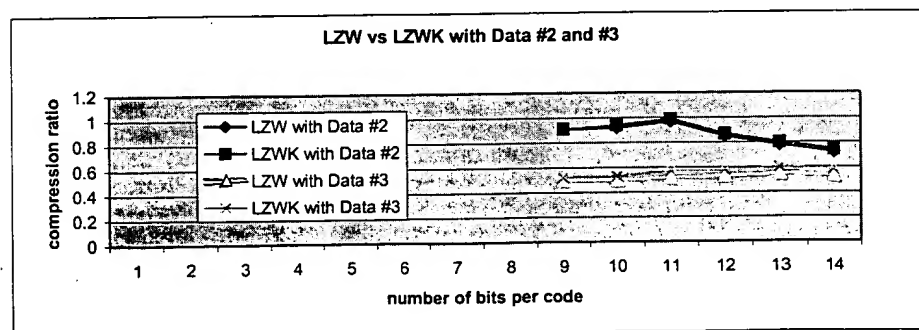 LZW vs LZWK with Data #2 and #3
compression ratio
1.2
1
0.8
0.6
0.4
0.2
0
LZW with Data #2
LZWK with Data #2
LZW with Data #3
LZWK with Data #3
1 2 3 4 5 6 7 8 9 10 11 12 13 14
number of bits per code